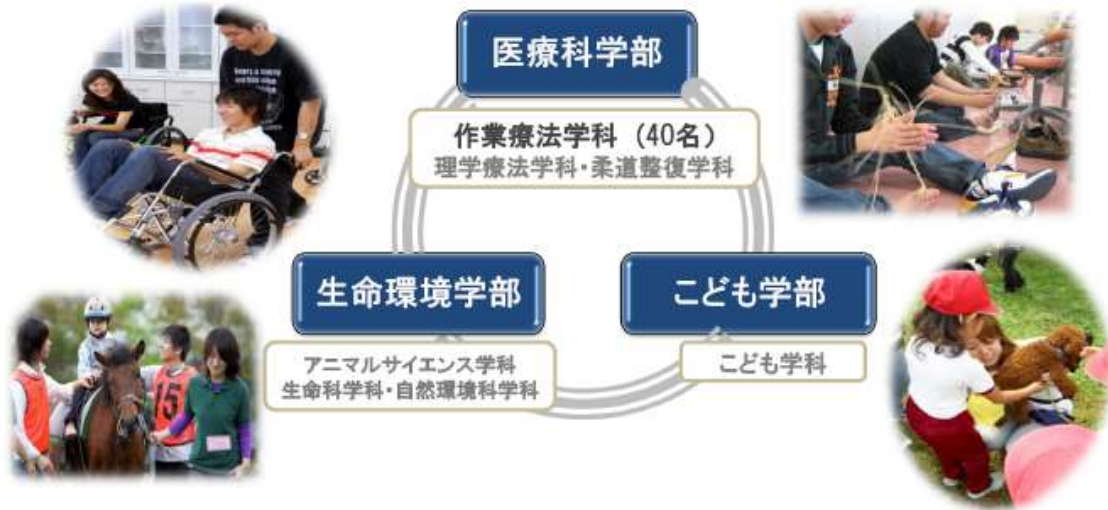 医療科学部
作業療法学科（40名）
理学療法学科・柔道整復学科
生命環境学部
アニマルサイエンス学科
生命科学科・自然環境科学科
こども学部
こども学科
15